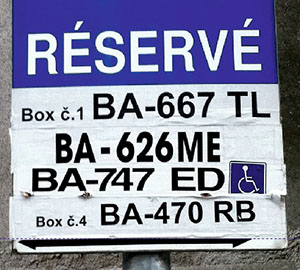 RÉSERVÉ
Box č.1 BA-667 TL
BA-626ME
BA-747 ED
Box č.4 BA-470 RB